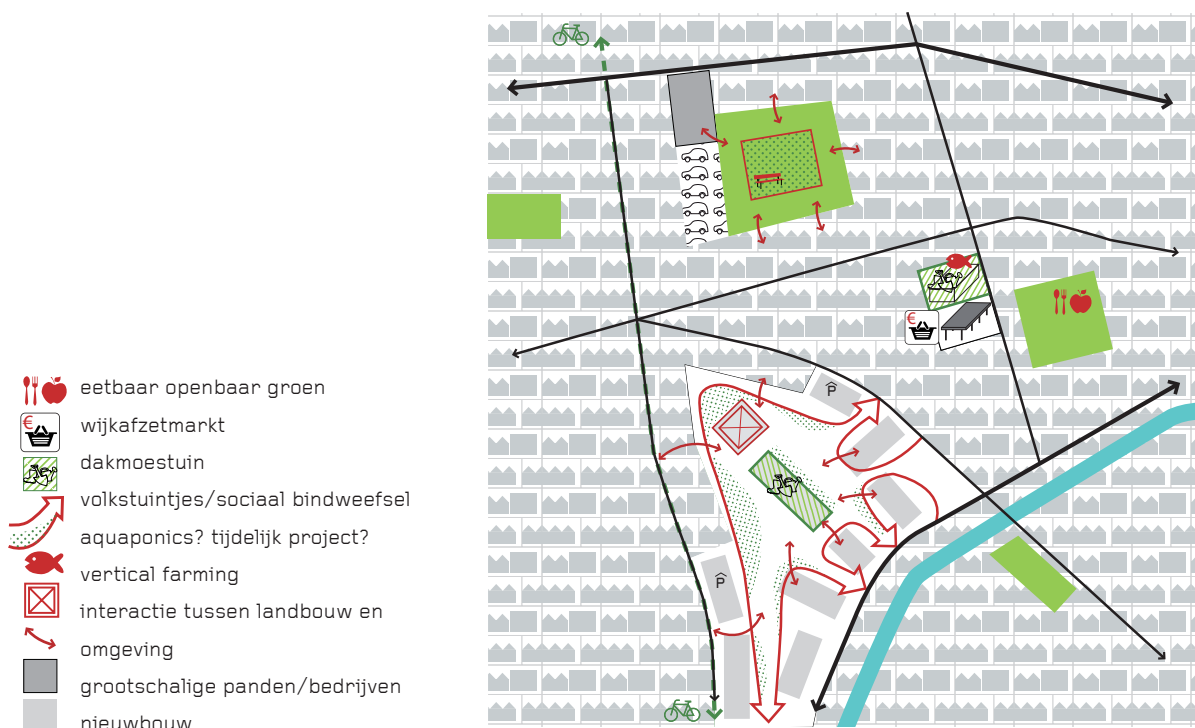 P
€
eetbaar openbaar groen
€
wijkafzetmarkt
dakmoestuin
volkstuintjes/sociaal bindweefsel
aquaponics? tijdelijk project?
vertical farming
interactie tussen landbouw en
omgeving
grootschalige panden/bedrijven
nieuwbouw
P